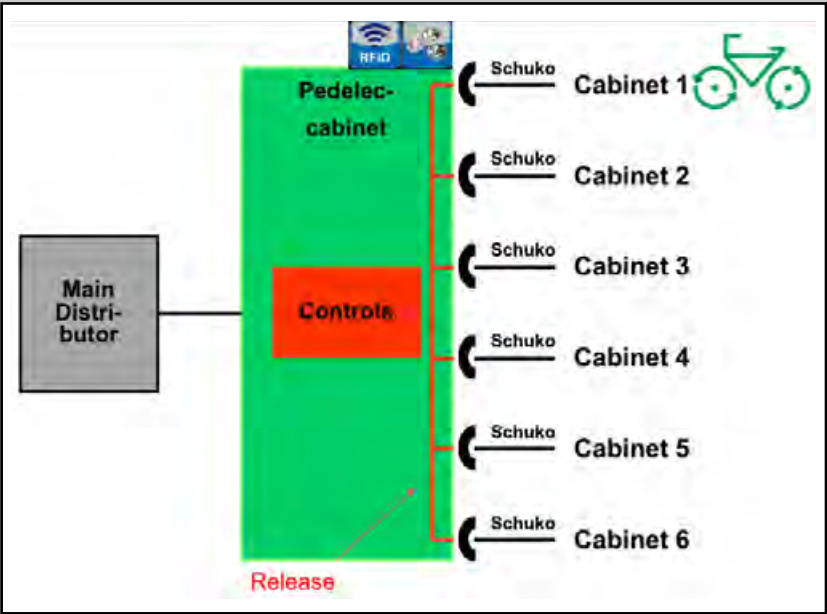 RFID
Pedelec-
cabinet
Main
Distri-
butor
Controls
Schuko
Cabinet 1
Schuko
Cabinet 2
Schuko
Cabinet 3
Schuko
Cabinet 4
Schuko
Cabinet 5
Schuko
Cabinet 6
Release